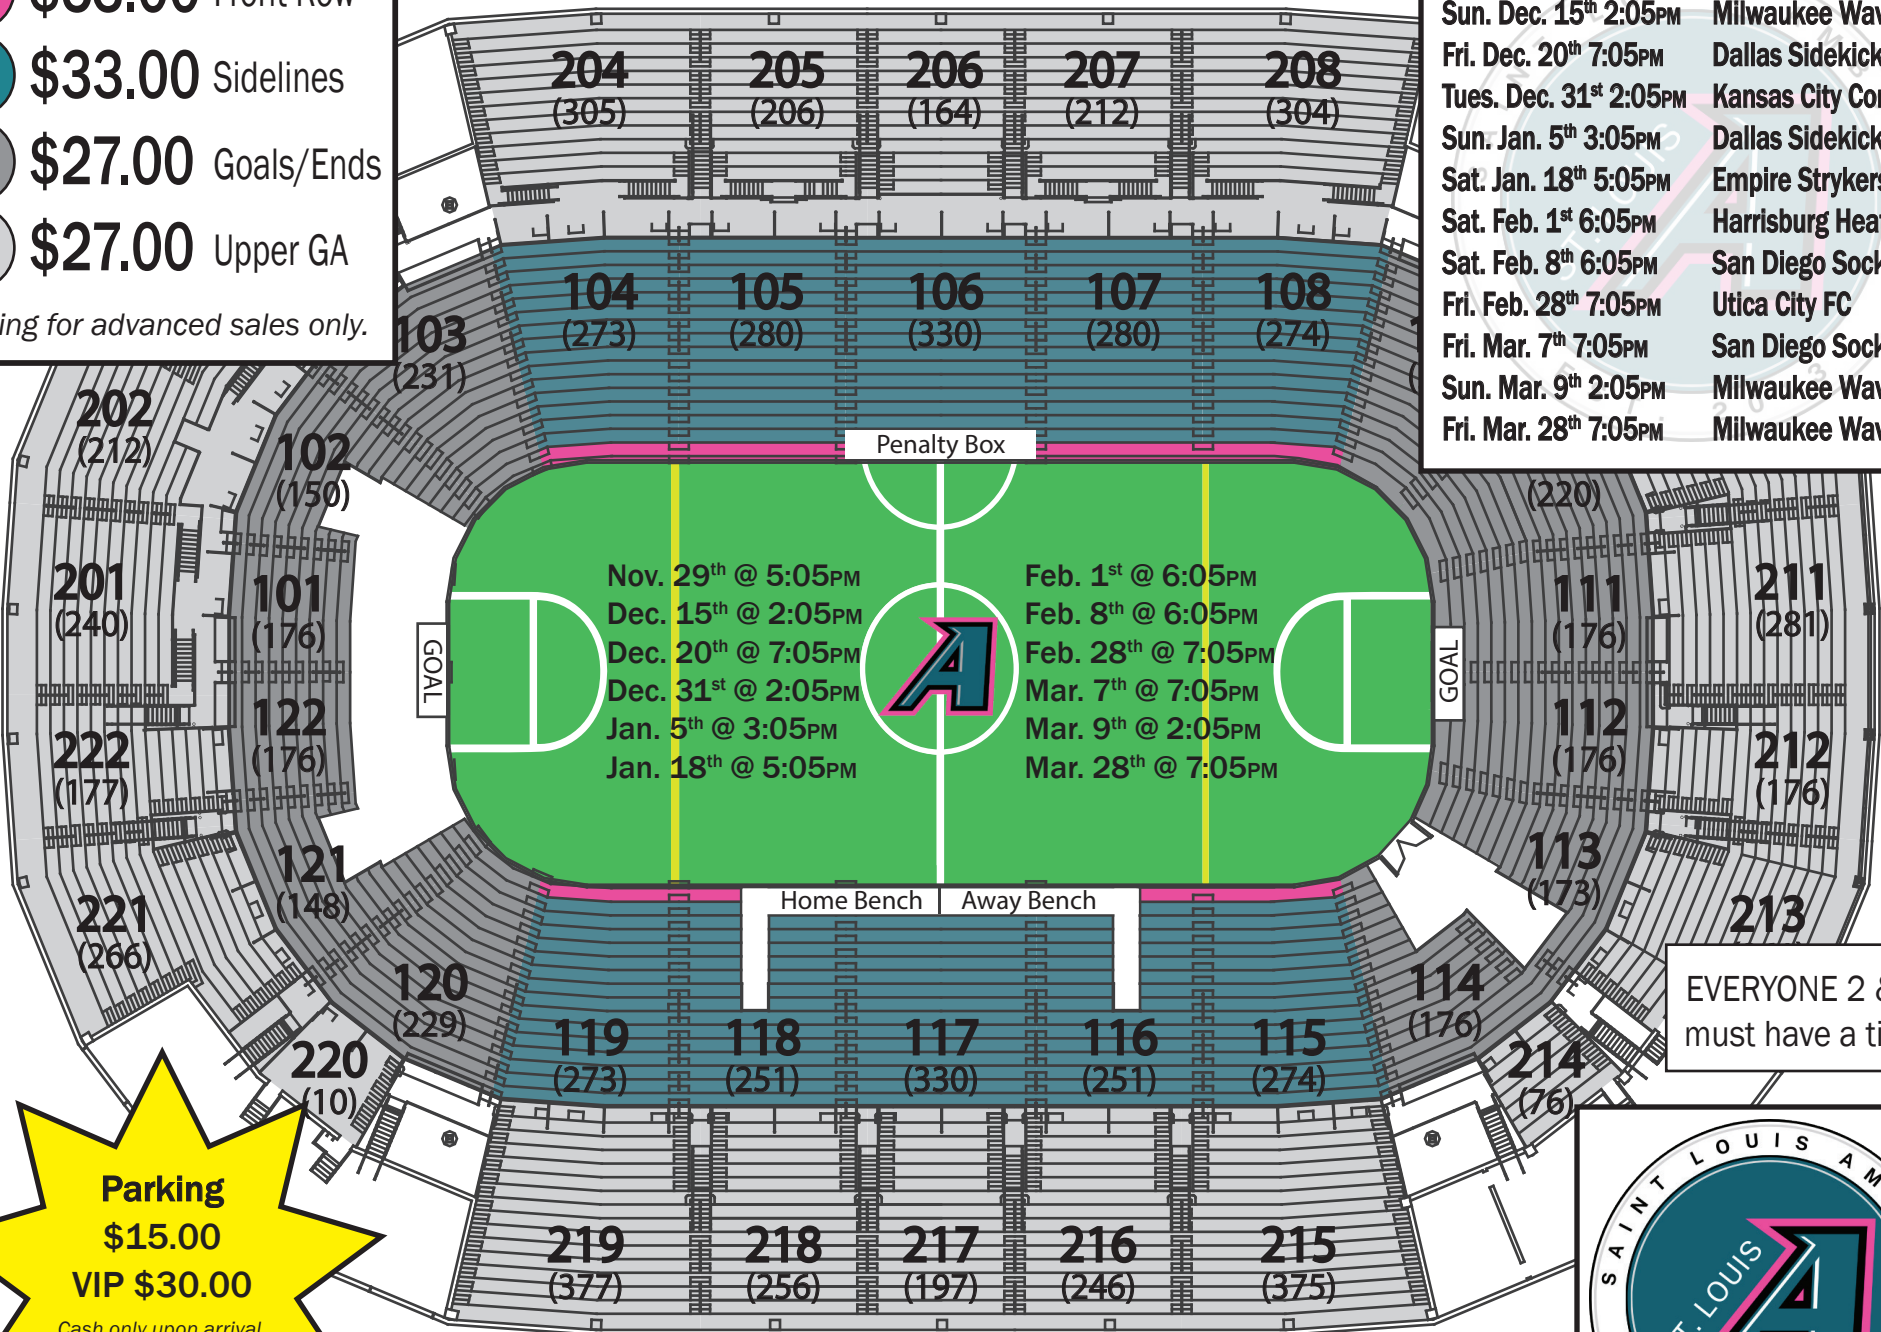 Front Row
$33.00 Sidelines
$27.00 Goals/Ends
$27.00 Upper GA
for advanced sales only.
Sun. Dec. 15th 2:05PM Milwaukee
Fri. Dec. 20th 7:05PM Dallas
Tues. Dec. 31st 2:05PM Kansas City
Sun. Jan. 5th 3:05PM Dallas
Sat. Jan. 18th 5:05PM Empire Strykers
Sat. Feb. 1st 6:05PM Harrisburg
Sat. Feb. 8th 6:05PM San Diego
Fri. Feb. 28th 7:05PM Utica City FC
Fri. Mar. 7th 7:05PM San Diego
Sun. Mar. 9th 2:05PM Milwaukee
Fri. Mar. 28th 7:05PM Milwaukee
204
(305)
205
(206)
206
(164)
207
(212)
208
(304)
104
(273)
105
(280)
106
(330)
107
(280)
108
(274)
103
(231)
202
(212)
102
(150)
Penalty Box
(220)
201
(240)
101
(176)
111
(176)
211
(281)
GOAL
GOAL
Nov. 29th @ 5:05PM
Dec. 15th @ 2:05PM
Dec. 20th @ 7:05PM
Dec. 31st @ 2:05PM
Jan. 5th @ 3:05PM
Jan. 18th @ 5:05PM
Feb. 1st @ 6:05PM
Feb. 8th @ 6:05PM
Feb. 28th @ 7:05PM
Mar. 7th @ 7:05PM
Mar. 9th @ 2:05PM
Mar. 28th @ 7:05PM
A
222
(177)
122
(176)
112
(176)
212
(176)
221
(266)
121
(148)
113
(173)
213
Home Bench | Away Bench
120
(229)
220
(10)
114
(176)
214
(76)
119
(273)
118
(251)
117
(330)
116
(251)
115
(274)
219
(377)
218
(256)
217
(197)
216
(246)
215
(375)
EVERYONE 2 &
must have a
Parking
$15.00
VIP $30.00
Cash only upon arrival
SAINT LOUIS
ST. LOUIS
A